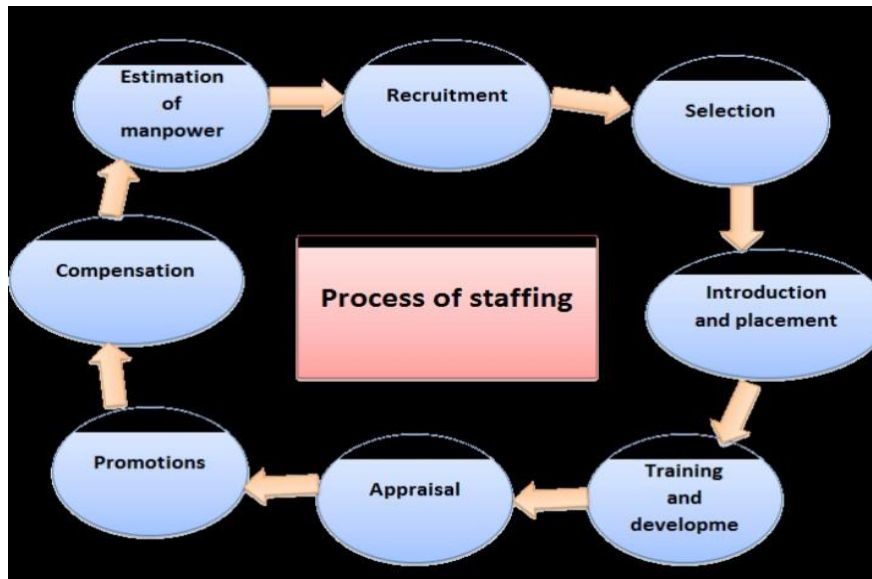 Estimation
of
manpower
Recruitment
Selection
Process of staffing
Compensation
Introduction
and placement
Promotions
Appraisal
Training
and
developme